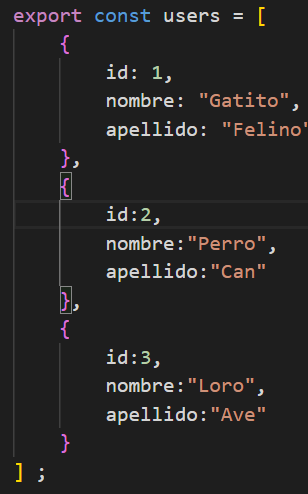 export const users = [
{
id: 1,
nombre: "Gatito",
apellido: "Felino"
},
{
id:2,
nombre:"Perro",
apellido:"Can"
},
{
id:3,
nombre:"Loro",
apellido:"Ave"
}
] ;